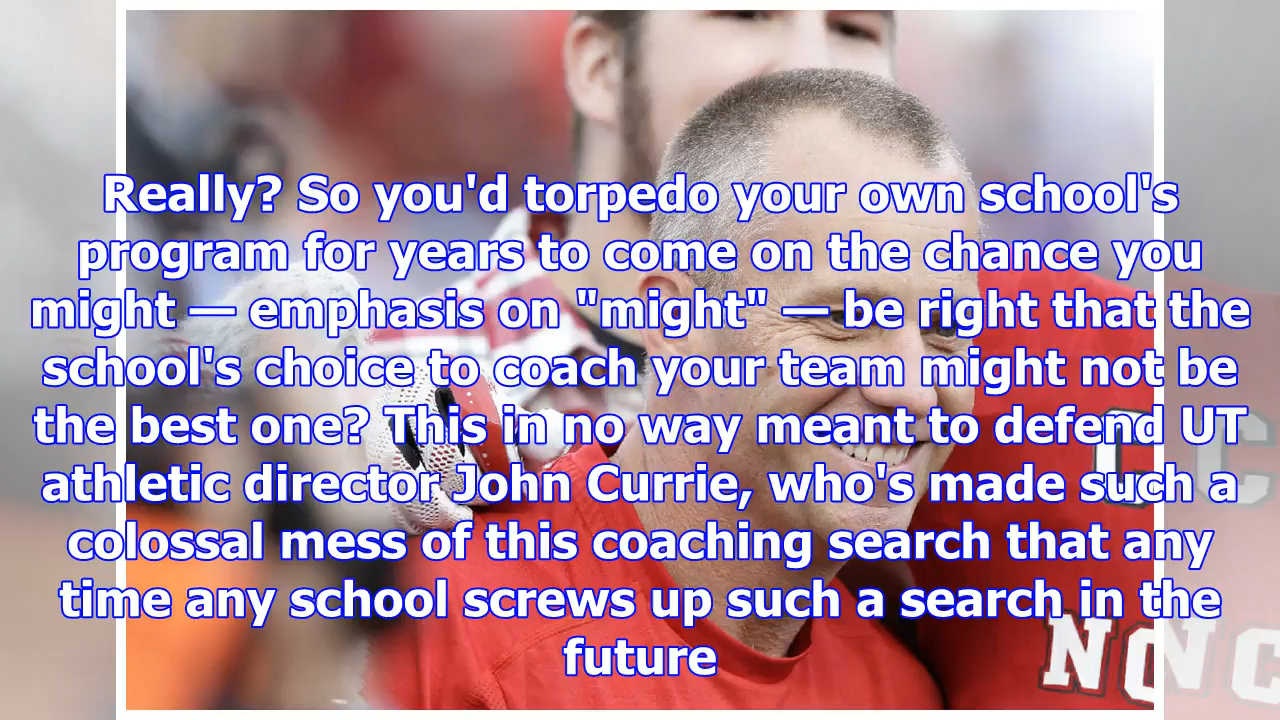 Really? So you'd torpedo your own school's
program for years to come on the chance you
might — emphasis on "might" — be right that the
school's choice to coach your team might not be
the best one? This in no way meant to defend UT
athletic director John Currie, who's made such a
colossal mess of this coaching search that any
time any school screws up such a search in the
future